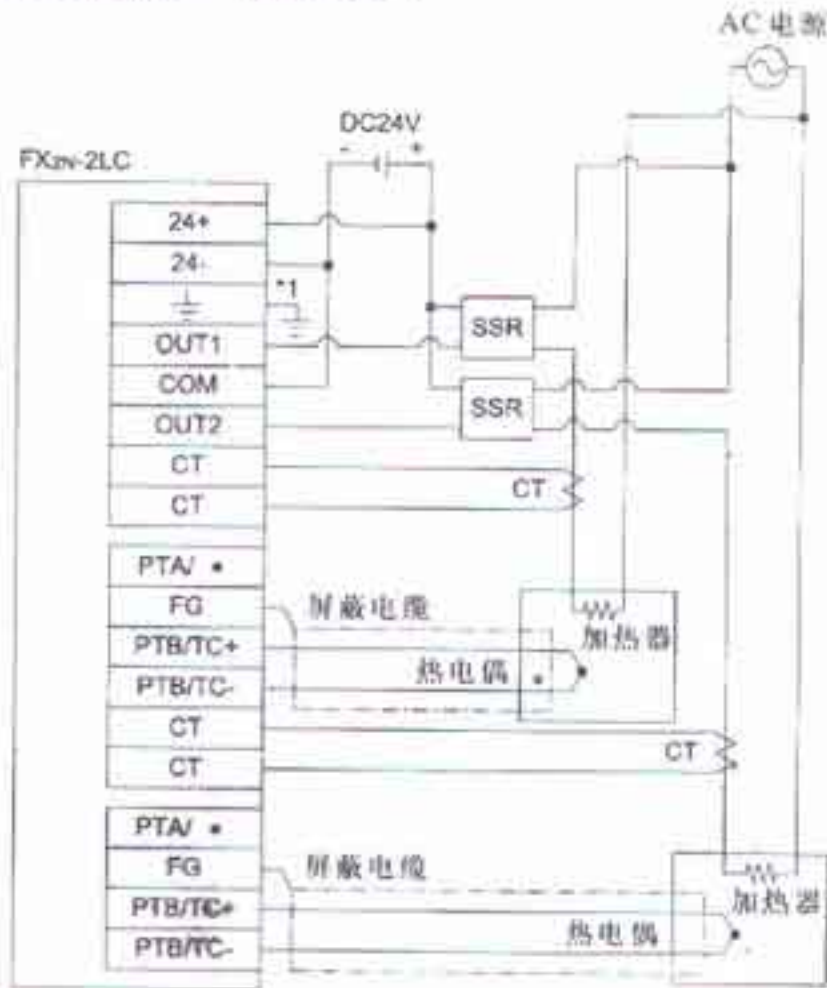 AC 电源
DC24V
- +
FX2N-2LC
24+
24-
*1
OUT1
SSR
COM
SSR
OUT2
CT
CT
CT
PTA/ •
FG
屏蔽电缆
加热器
PTB/TC+
热电偶
PTB/TC-
CT
CT
CT
PTA/ •
FG
屏蔽电缆
加热器
PTB/TC+
热电偶
PTB/TC-